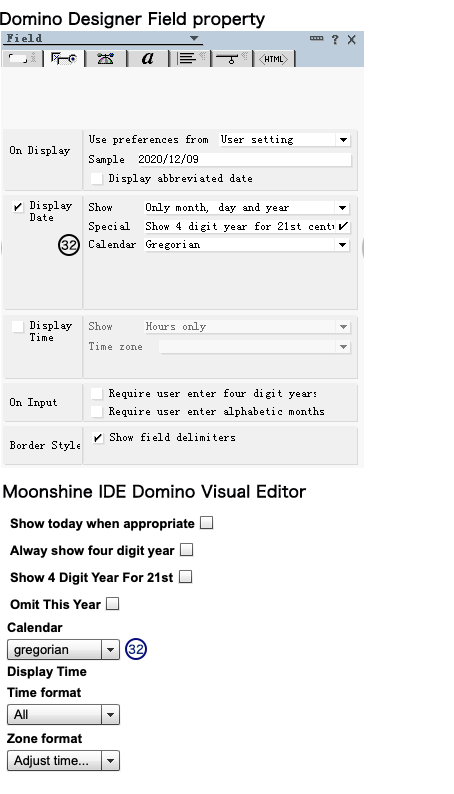 Domino Designer Field property
Field
? X
a
<HTML>
On Display
Use preferences from User setting
Sample 2020/12/09
Display abbreviated date
Display Date
Show Only month, day and year
Special Show 4 digit year for 21st centu
32 Calendar Gregorian
Display Time
Show Hours only
Time zone
On Input
Require user enter four digit years
Require user enter alphabetic months
Border Style
Show field delimiters
Moonshine IDE Domino Visual Editor
Show today when appropriate
Alway show four digit year
Show 4 Digit Year For 21st
Omit This Year
Calendar
gregorian 32
Display Time
Time format
All
Zone format
Adjust time...